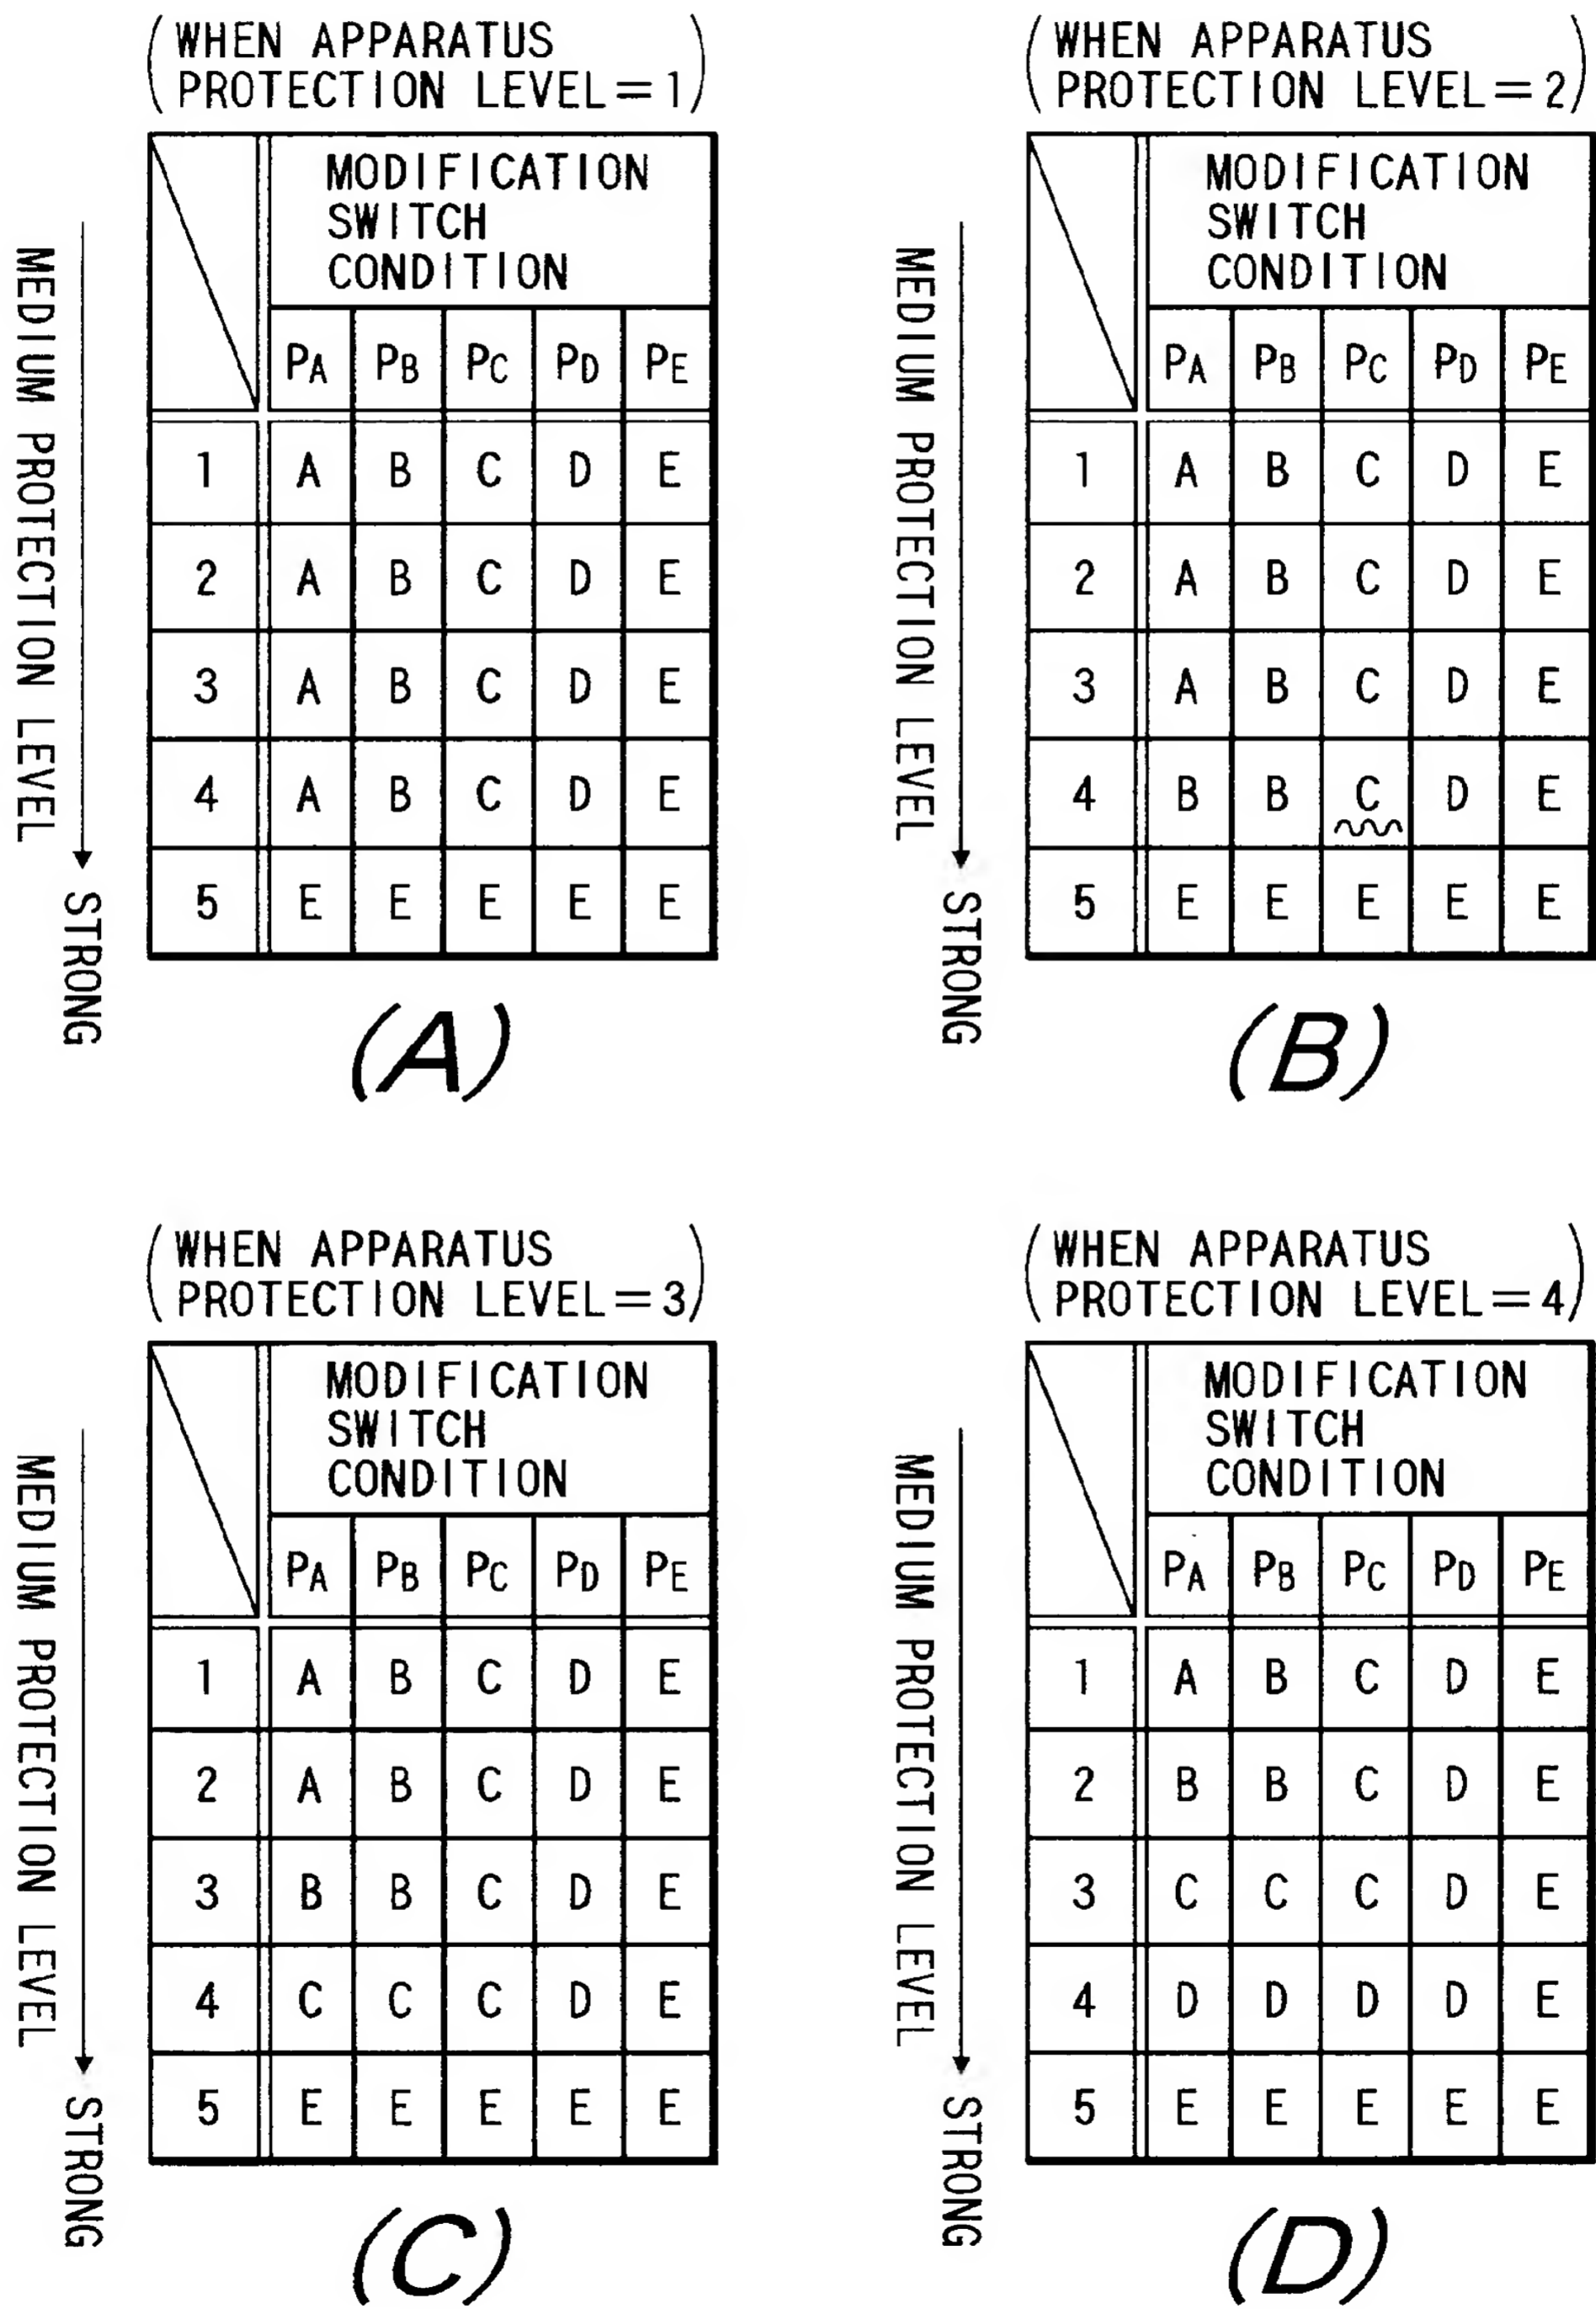 (WHEN APPARATUS
PROTECTION LEVEL=1)
MODIFICATION
SWITCH
CONDITION
PA PB PC PD PE
1 A B C D E
2 A B C D E
3 A B C D E
4 A B C D E
5 E E E E E
MEDIUM PROTECTION LEVEL
STRONG
(A)
(WHEN APPARATUS
PROTECTION LEVEL=2)
MODIFICATION
SWITCH
CONDITION
PA PB PC PD PE
1 A B C D E
2 A B C D E
3 A B C D E
4 B B C D E
5 E E E E E
MEDIUM PROTECTION LEVEL
STRONG
(B)
(WHEN APPARATUS
PROTECTION LEVEL=3)
MODIFICATION
SWITCH
CONDITION
PA PB PC PD PE
1 A B C D E
2 A B C D E
3 B B C D E
4 C C C D E
5 E E E E E
MEDIUM PROTECTION LEVEL
STRONG
(C)
(WHEN APPARATUS
PROTECTION LEVEL=4)
MODIFICATION
SWITCH
CONDITION
PA PB PC PD PE
1 A B C D E
2 B B C D E
3 C C C D E
4 D D D D E
5 E E E E E
MEDIUM PROTECTION LEVEL
STRONG
(D)